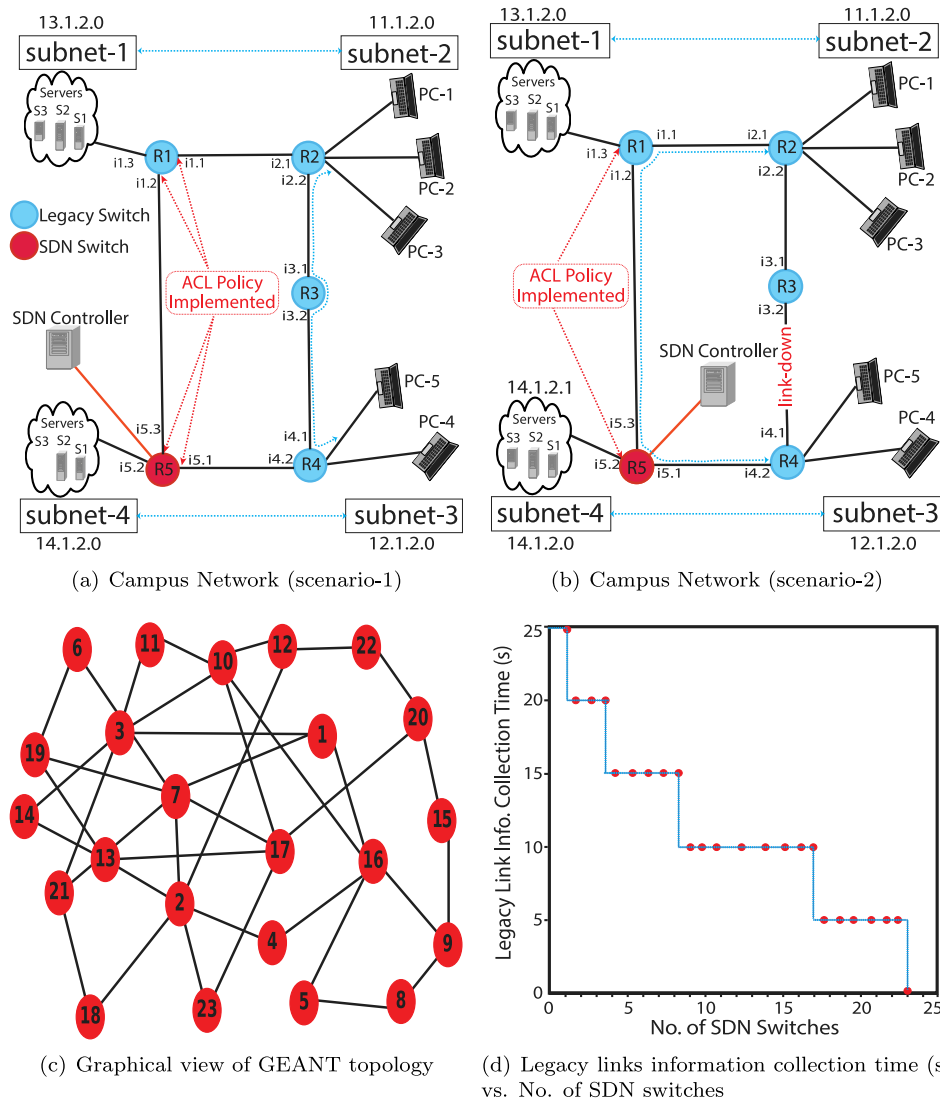 13.1.2.0
11.1.2.0
subnet-1
subnet-2
Servers
S3
S2
S1
PC-1
R1
i1.1
i1.3
i1.2
i2.1
R2
i2.2
PC-2
PC-3
Legacy Switch
SDN Switch
ACL Policy
Implemented
i3.1
R3
i3.2
SDN Controller
PC-5
PC-4
Servers
S3
S2
S1
i5.3
i5.2
R5
i5.1
i4.1
i4.2
R4
subnet-4
subnet-3
14.1.2.0
12.1.2.0
(a) Campus Network (scenario-1)
13.1.2.0
11.1.2.0
subnet-1
subnet-2
Servers
S3
S2
S1
PC-1
R1
i1.1
i1.3
i1.2
i2.1
R2
i2.2
PC-2
PC-3
ACL Policy
Implemented
i3.1
R3
i3.2
link-down
SDN Controller
PC-5
PC-4
14.1.2.1
Servers
S3
S2
S1
i5.3
i5.2
R5
i5.1
i4.1
i4.2
R4
subnet-4
subnet-3
14.1.2.0
12.1.2.0
(b) Campus Network (scenario-2)
6
11
10
12
22
3
1
20
19
7
14
13
17
16
15
21
2
4
9
18
23
5
8
(c) Graphical view of GEANT topology
Legacy Link Info. Collection Time (s)
25
20
15
10
5
0
5
10
15
20
25
No. of SDN Switches
(d) Legacy links information collection time (s
vs. No. of SDN switches